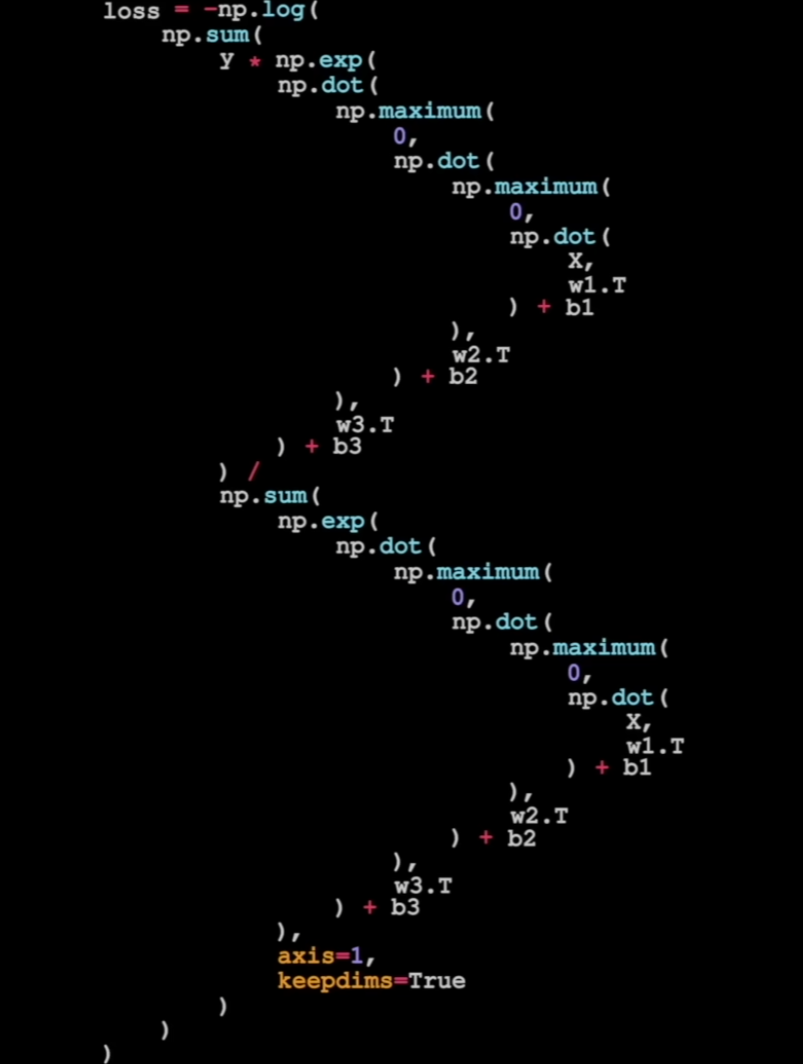 loss = -np.log(
    np.sum(
        y * np.exp(
            np.dot(
                np.maximum(
                    0,
                    np.dot(
                        np.maximum(
                            0,
                            np.dot(
                                X,
                                w1.T
                            ) + b1
                        ),
                        w2.T
                    ) + b2
                ),
                w3.T
            ) + b3
        ) /
        np.sum(
            np.exp(
                np.dot(
                    np.maximum(
                        0,
                        np.dot(
                            np.maximum(
                                0,
                                np.dot(
                                    X,
                                    w1.T
                                ) + b1
                            ),
                            w2.T
                        ) + b2
                    ),
                    w3.T
                ) + b3
            ),
            axis=1,
            keepdims=True
        )
    )
)